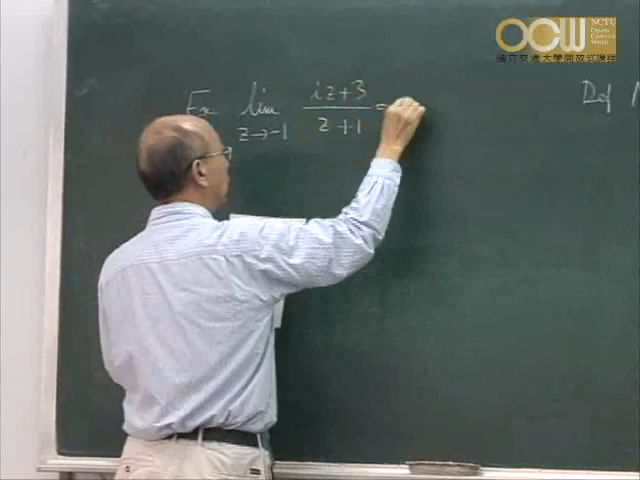 OCW NCTU Open Course Ware
國立交通大學開放式課程
Ex lim z→-1 iz+3 / z+1 =
Def